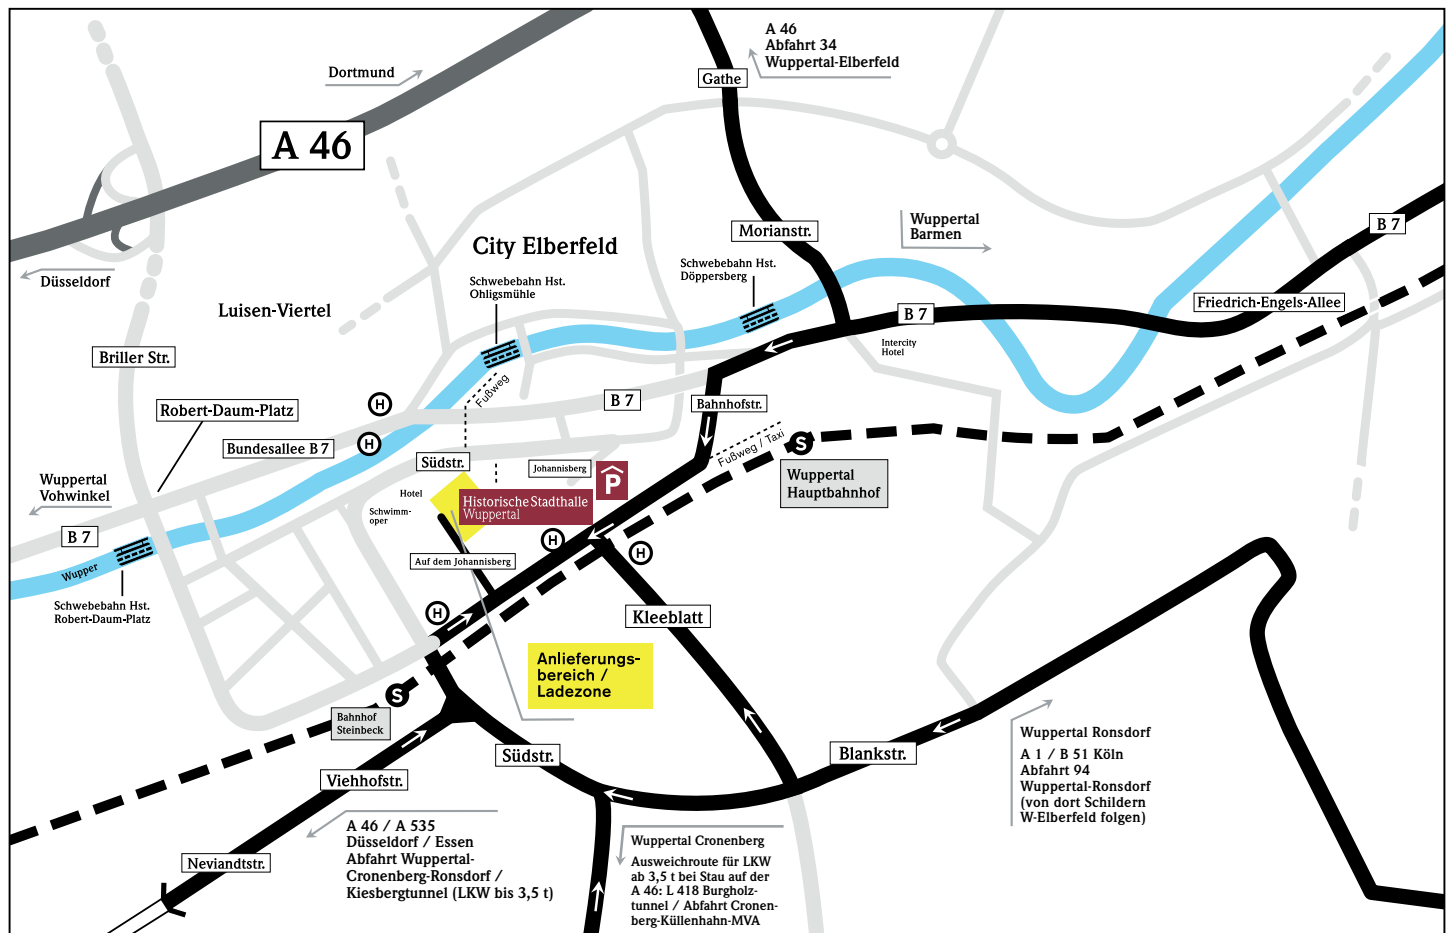 A 46
Abfahrt 34
Wuppertal-Elberfeld
Dortmund
Gathe
A 46
Wuppertal
Barmen
B 7
Morianstr.
City Elberfeld
Schwebebahn Hst.
Döppersberg
Düsseldorf
Schwebebahn Hst.
Ohligsmühle
Luisen-Viertel
Friedrich-Engels-Allee
B 7
Intercity
Hotel
Briller Str.
Fußweg
B 7
Bahnhofstr.
H
Robert-Daum-Platz
H
Bundesallee B 7
Fußweg / Taxi
S
Südstr.
Johannisberg
P
Wuppertal
Hauptbahnhof
Wuppertal
Vohwinkel
Hotel
Schwimm-
oper
Historische Stadthalle
Wuppertal
B 7
H
H
Auf dem Johannisberg
Wupper
Schwebebahn Hst.
Robert-Daum-Platz
H
Kleeblatt
Anlieferungs-
bereich /
Ladezone
S
Bahnhof
Steinbeck
Südstr.
Blankstr.
Wuppertal Ronsdorf
A 1 / B 51 Köln
Abfahrt 94
Wuppertal-Ronsdorf
(von dort Schildern
W-Elberfeld folgen)
Viehhofstr.
A 46 / A 535
Düsseldorf / Essen
Abfahrt Wuppertal-
Cronenberg-Ronsdorf /
Kiesbergtunnel (LKW bis 3,5 t)
Wuppertal Cronenberg
Ausweichroute für LKW
ab 3,5 t bei Stau auf der
A 46: L 418 Burgholz-
tunnel / Abfahrt Cronen-
berg-Küllenhahn-MVA
Neviandtstr.